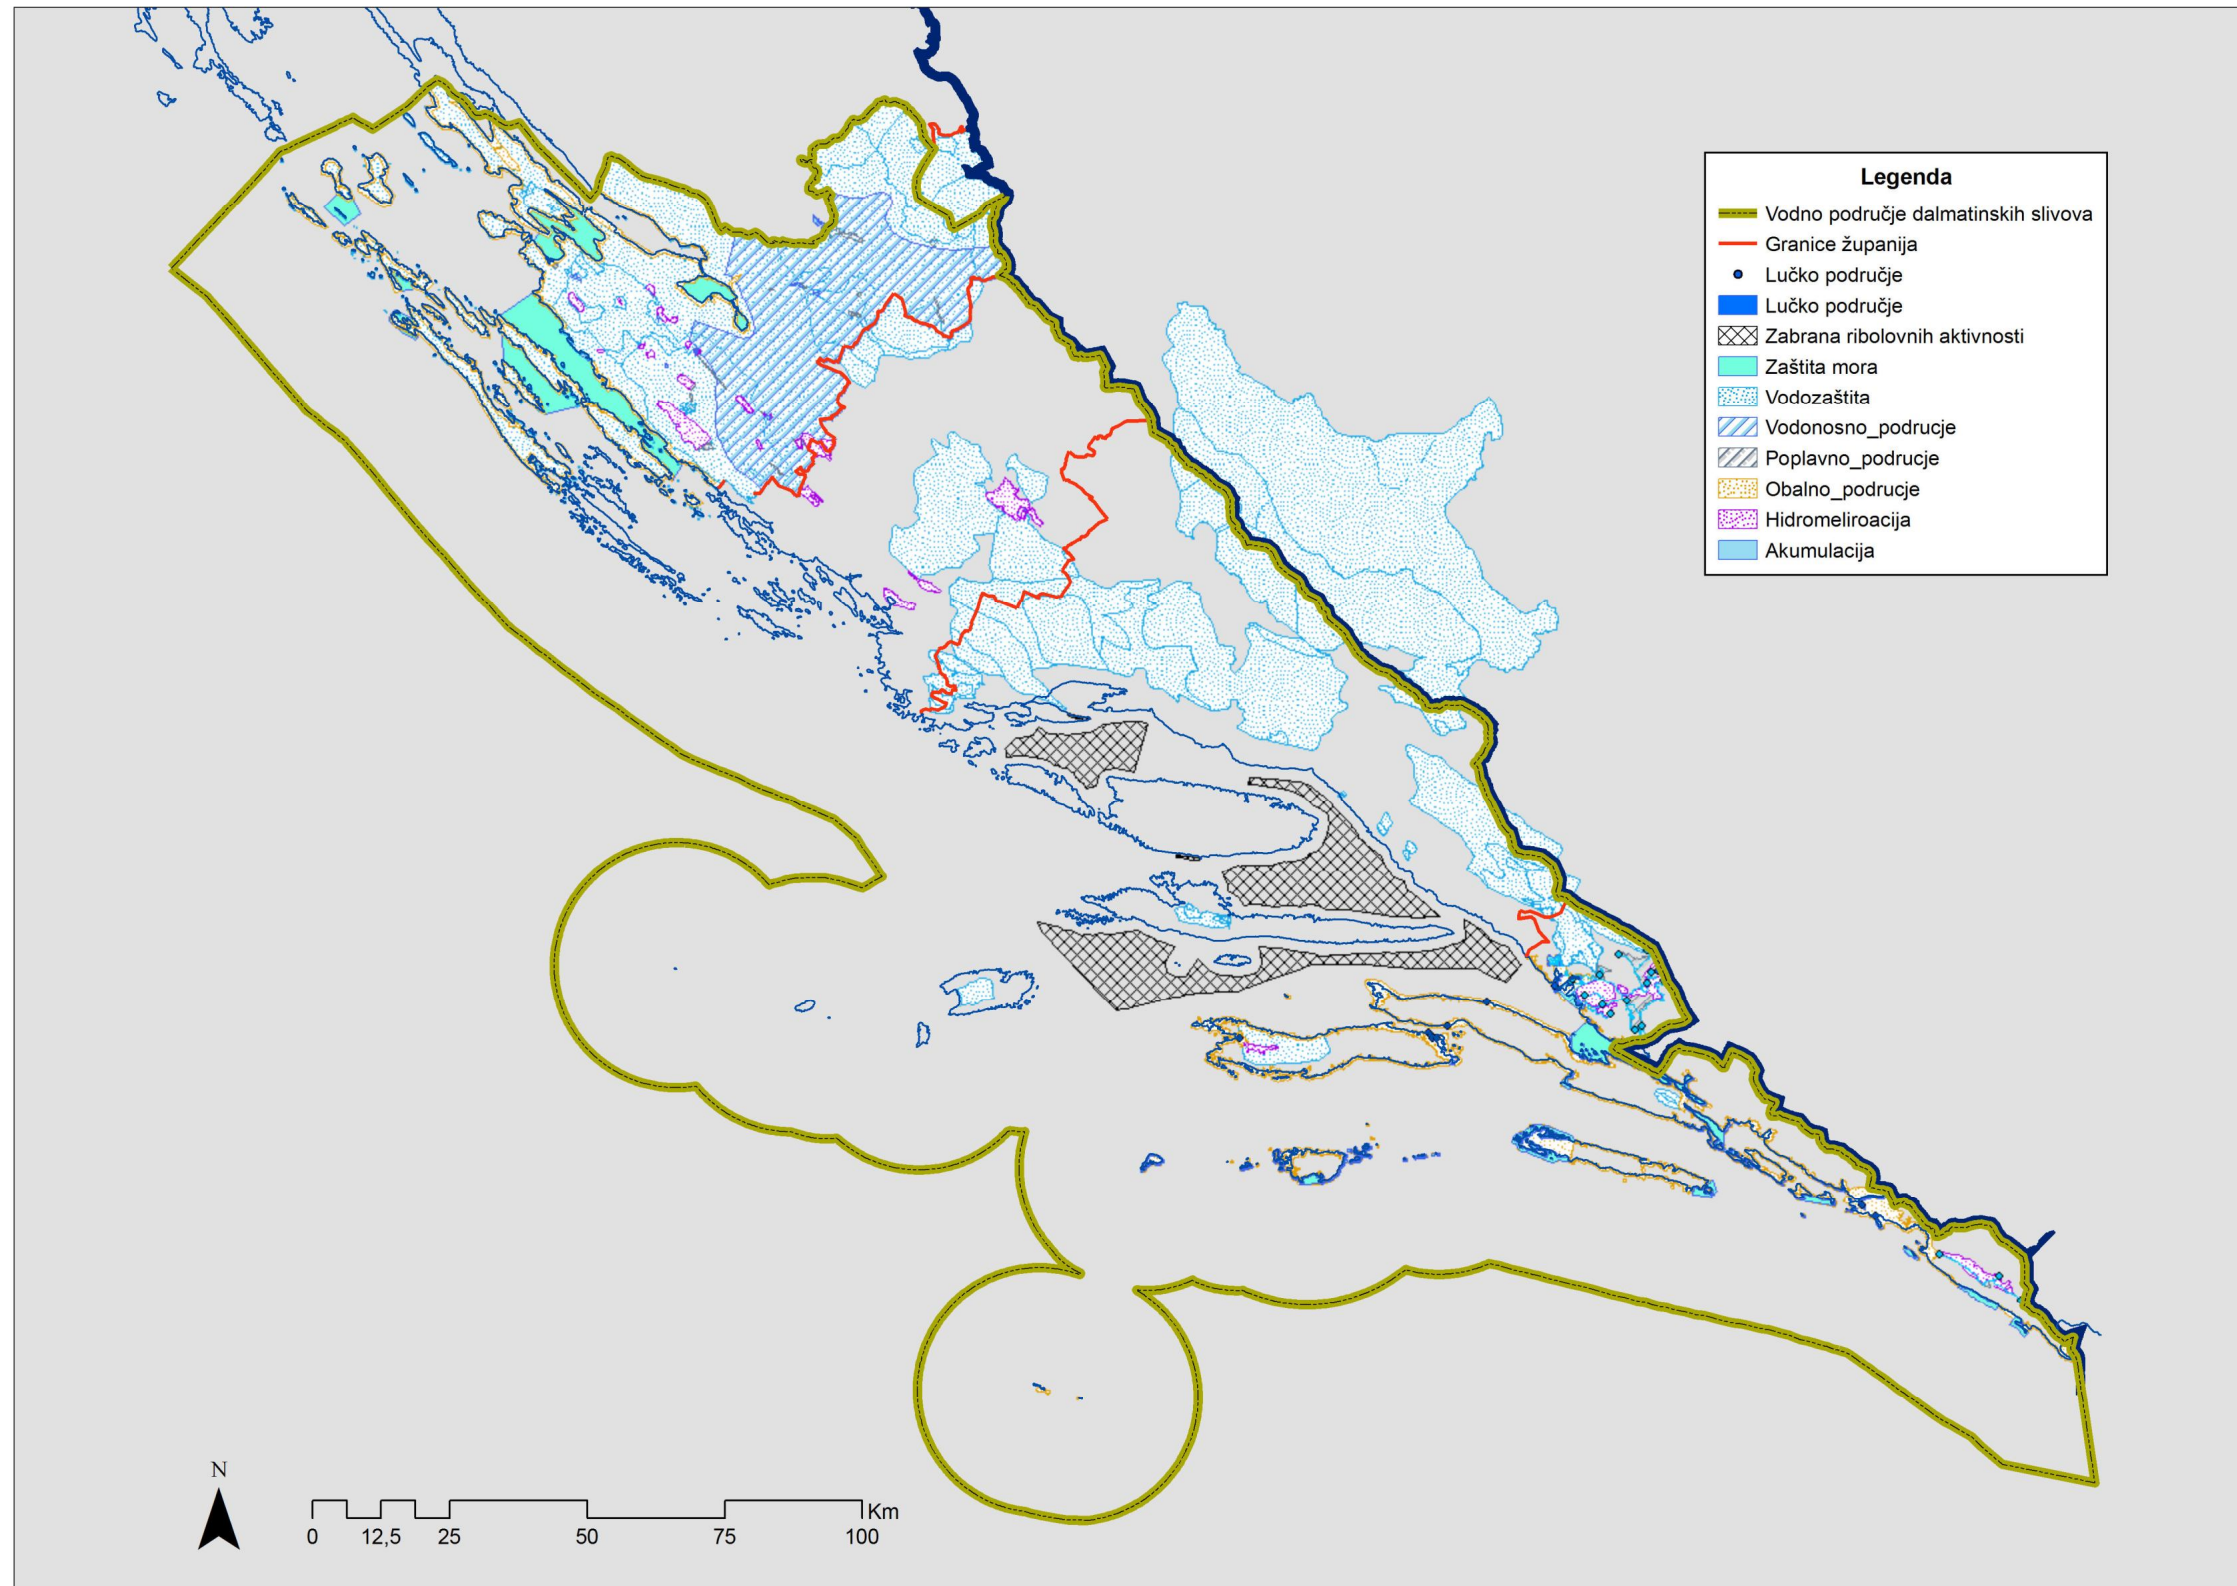 Legenda
Vodno područje dalmatinskih slivova
Granice županija
Lučko područje
Lučko područje
Zabrana ribolovnih aktivnosti
Zaštita mora
Vodozaštita
Vodonosno_podrucje
Poplavno_podrucje
Obalno_podrucje
Hidromeliroacija
Akumulacija
N
Km
0 12,5 25 50 75 100